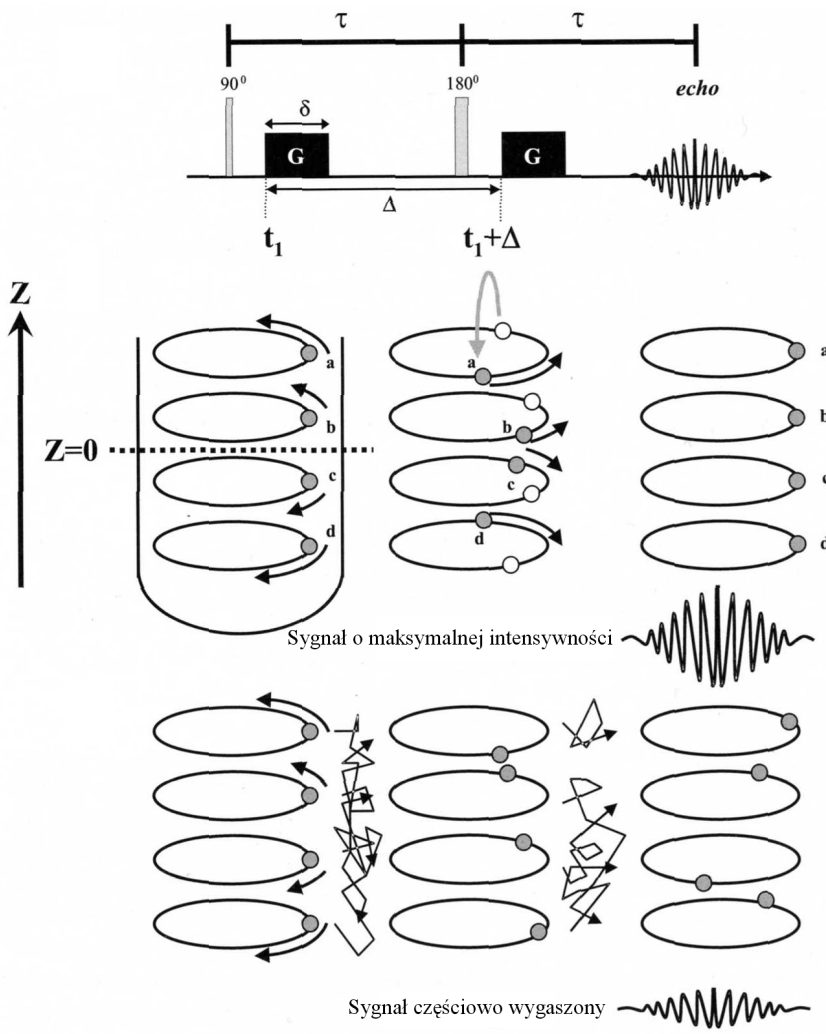 τ τ
90⁰ 180⁰ echo
δ
G G
Δ
t₁ t₁+Δ
Z
a a a
b b b
Z=0
c c c
d d d
Sygnał o maksymalnej intensywności
Sygnał częściowo wygaszony